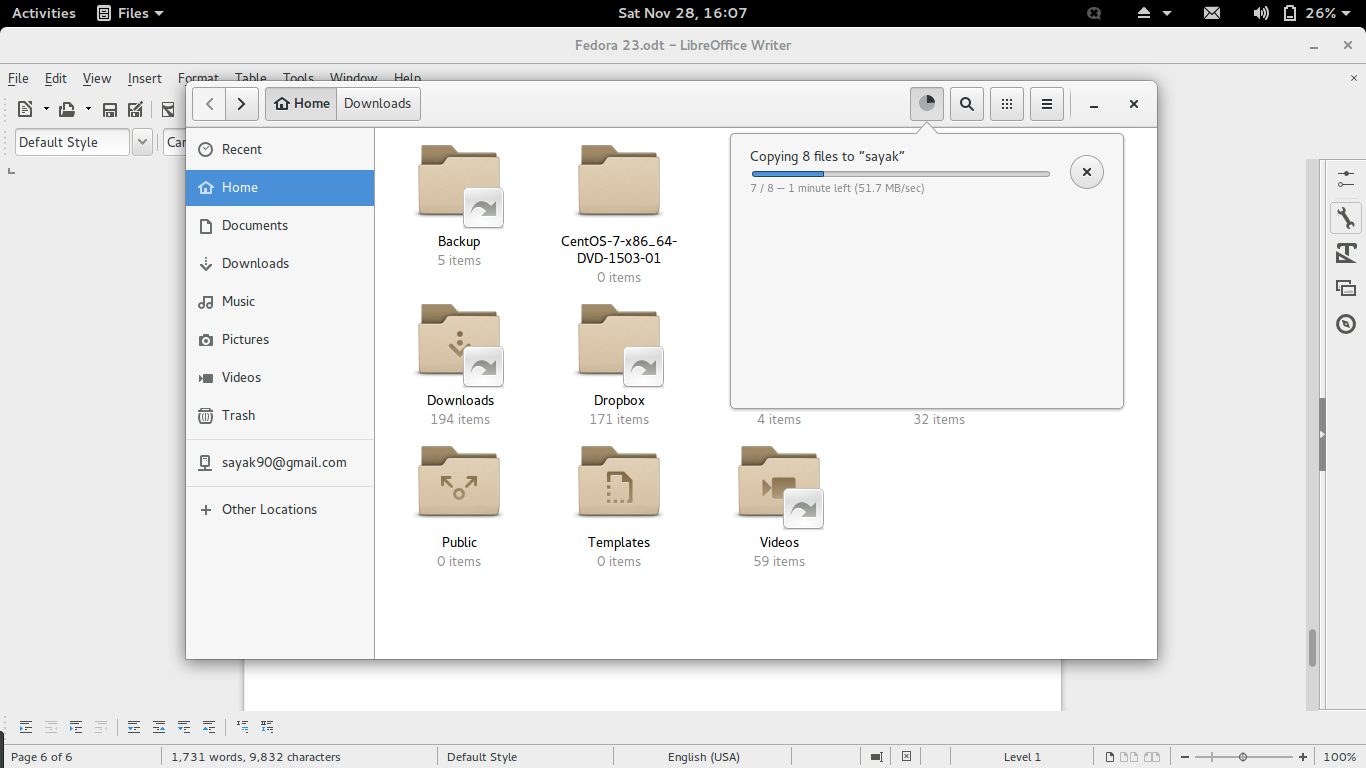 Activities Files Sat Nov 28, 16:07 26%
Fedora 23.odt – LibreOffice Writer
File Edit View Insert Format Table Tools Window Help
Home Downloads
Default Style Car
Recent
Home
Documents
Downloads
Music
Pictures
Videos
Trash
sayak90@gmail.com
Other Locations
Copying 8 files to “sayak”
7 / 8 — 1 minute left (51.7 MB/sec)
Backup
5 items
CentOS-7-x86_64-
DVD-1503-01
0 items
Downloads
194 items
Dropbox
171 items
4 items
32 items
Public
0 items
Templates
0 items
Videos
59 items
Page 6 of 6 1,731 words, 9,832 characters Default Style English (USA) Level 1 100%